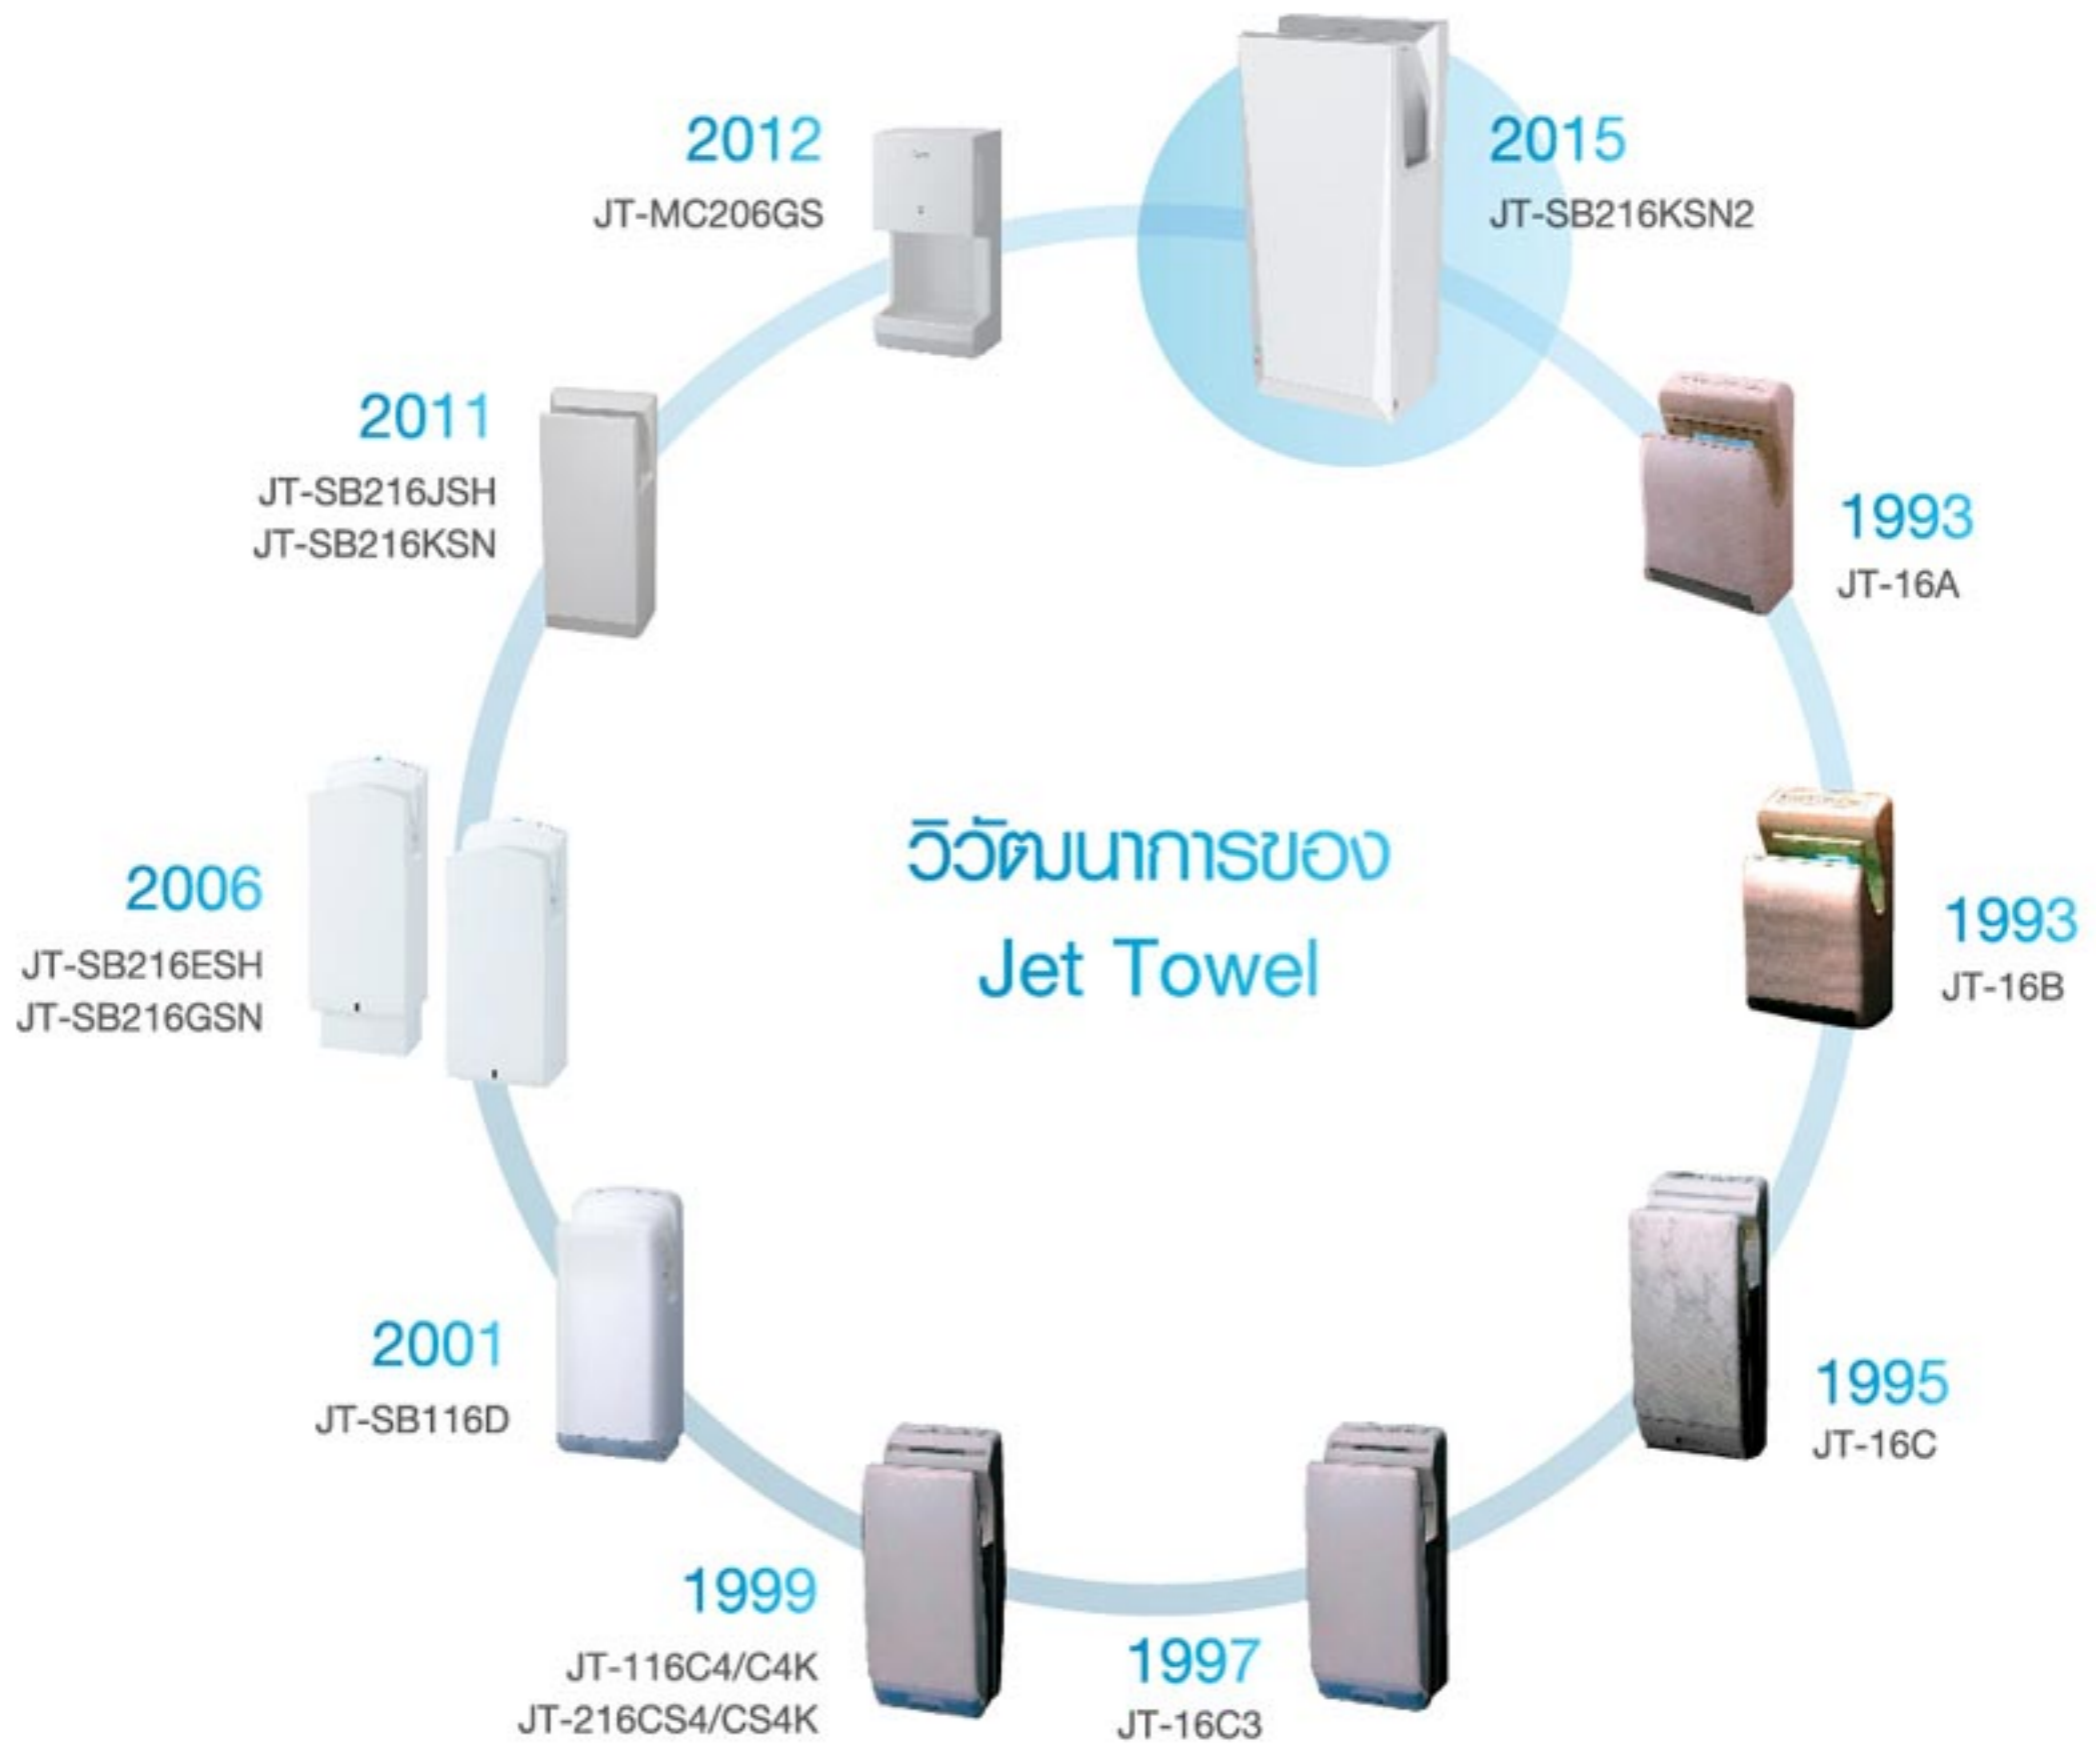 2012
JT-MC206GS
2015
JT-SB216KSN2
2011
JT-SB216JSH
JT-SB216KSN
1993
JT-16A
2006
JT-SB216ESH
JT-SB216GSN
วิวัฒนาการของ
Jet Towel
1993
JT-16B
2001
JT-SB116D
1995
JT-16C
1999
JT-116C4/C4K
JT-216CS4/CS4K
1997
JT-16C3